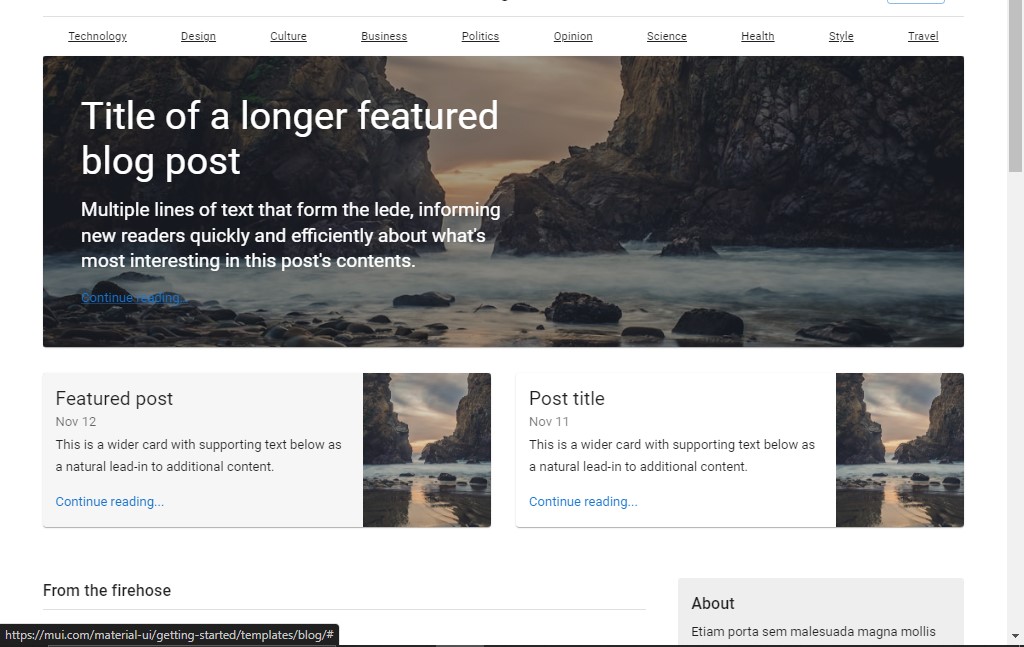 Technology Design Culture Business Politics Opinion Science Health Style Travel
Title of a longer featured
blog post
Multiple lines of text that form the lede, informing
new readers quickly and efficiently about what's
most interesting in this post's contents.
Continue reading...
Featured post
Nov 12
This is a wider card with supporting text below as
a natural lead-in to additional content.
Continue reading...
Post title
Nov 11
This is a wider card with supporting text below as
a natural lead-in to additional content.
Continue reading...
From the firehose
About
Etiam porta sem malesuada magna mollis
https://mui.com/material-ui/getting-started/templates/blog/#